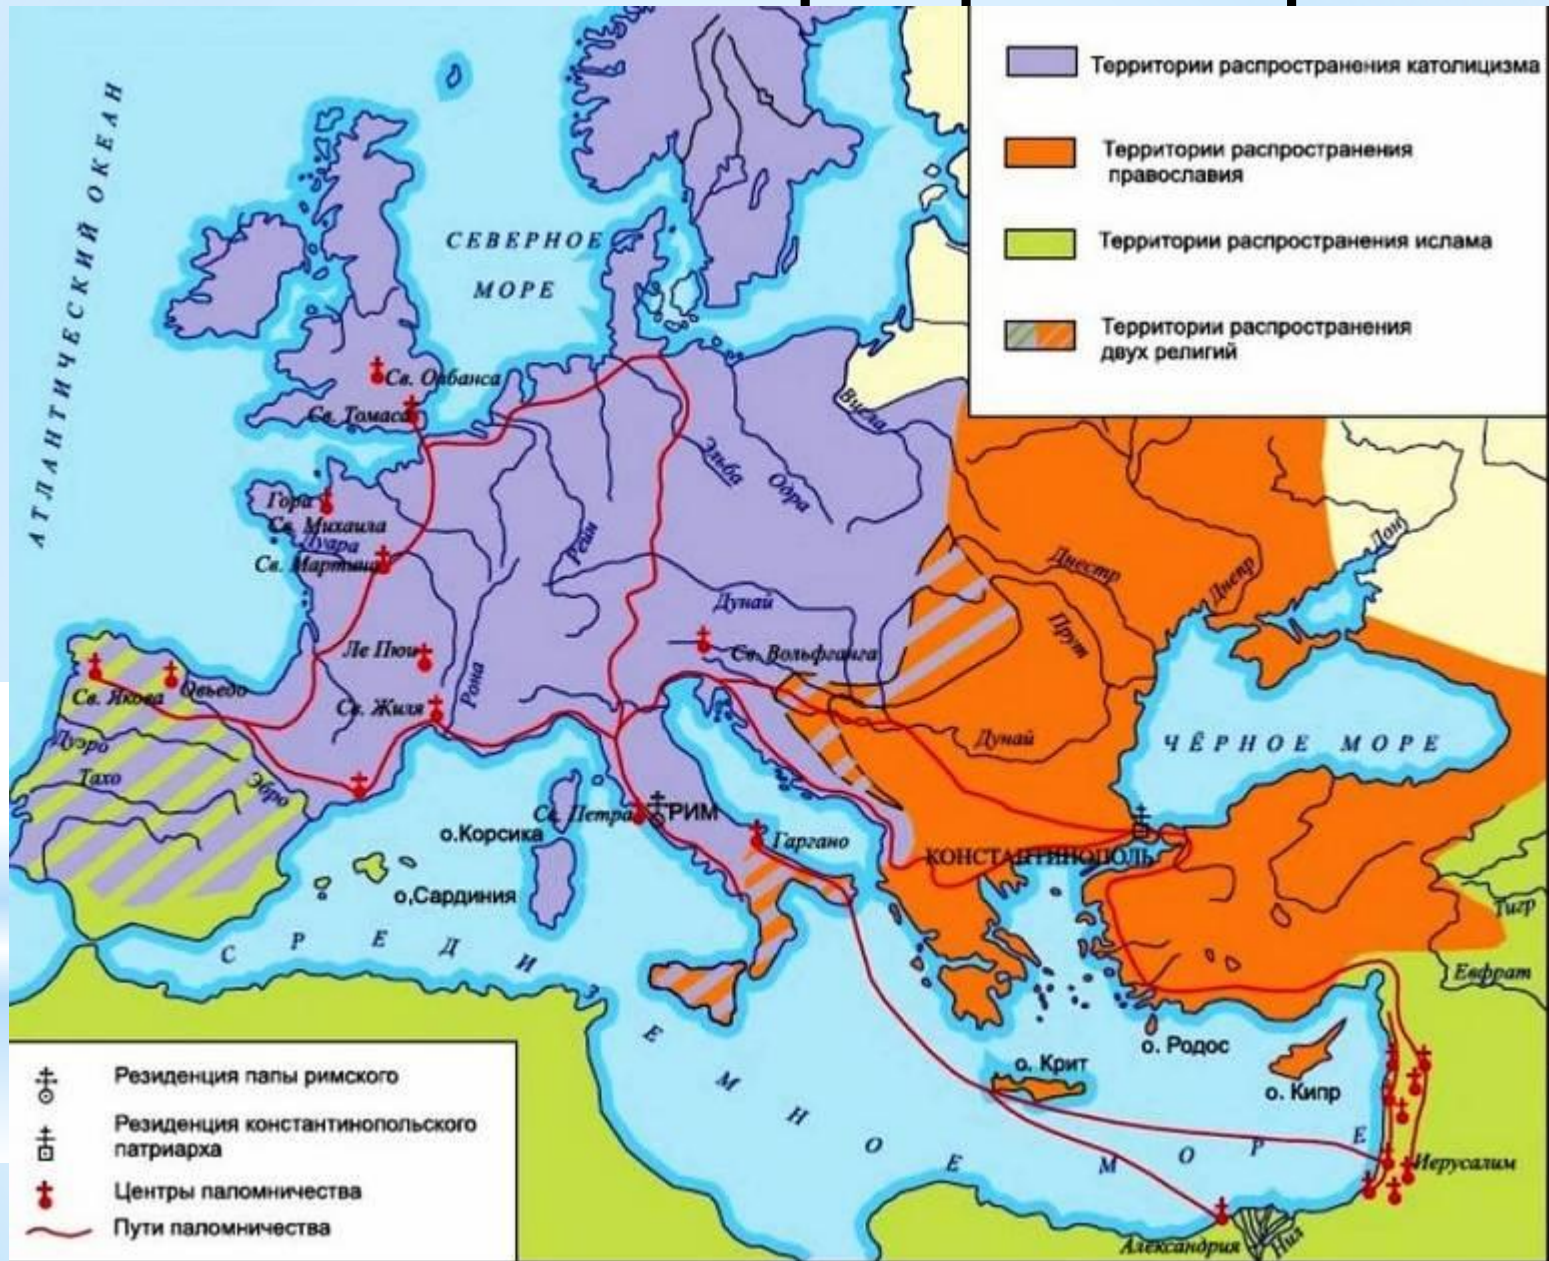 Территории распространения католицизма
Территории распространения
православия
Территории распространения ислама
Территории распространения
двух религий
АТЛАНТИЧЕСКИЙ ОКЕАН
СЕВЕРНОЕ
МОРЕ
Св. Олбанса
Св. Томаса
Висла
Эльба
Одра
Гора
Св. Михаила
Луара
Св. Мартина
Рейн
Днестр
Днепр
Дон
Дунай
Прут
Ле Пюи
Св. Вольфганга
Рона
Св. Якова
Овьедо
Св. Жиля
Дуэро
Тахо
Эбро
Дунай
ЧЁРНОЕ МОРЕ
Св. Петра
РИМ
о.Корсика
Гаргано
КОНСТАНТИНОПОЛЬ
о,Сардиния
Тигр
Евфрат
СРЕДИЗЕМНОЕ МОРЕ
о. Родос
о. Крит
о. Кипр
Иерусалим
Александрия
Нил
Резиденция папы римского
Резиденция константинопольского
патриарха
Центры паломничества
Пути паломничества